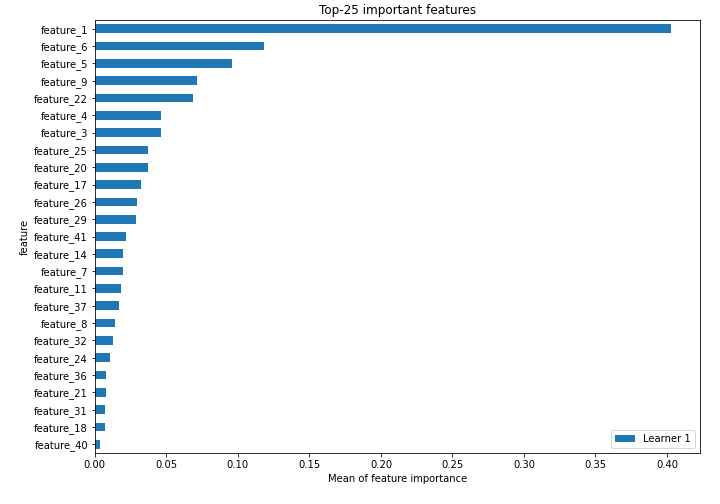 Top-25 important features
feature_1
feature_6
feature_5
feature_9
feature_22
feature_4
feature_3
feature_25
feature_20
feature_17
feature_26
feature_29
feature_41
feature_14
feature_7
feature_11
feature_37
feature_8
feature_32
feature_24
feature_36
feature_21
feature_31
feature_18
feature_40
feature
Learner 1
0.00 0.05 0.10 0.15 0.20 0.25 0.30 0.35 0.40
Mean of feature importance